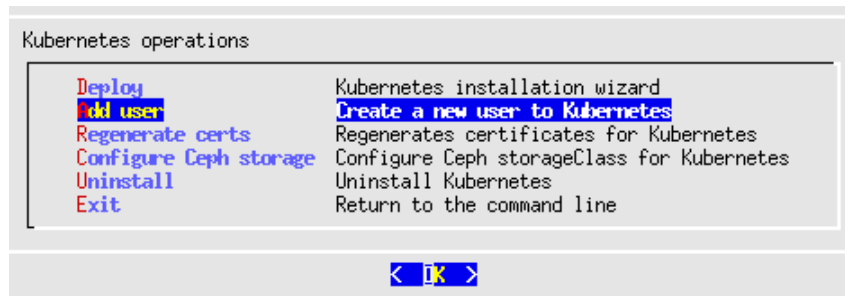 Kubernetes operations
Deploy Kubernetes installation wizard
Add user Create a new user to Kubernetes
Regenerate certs Regenerates certificates for Kubernetes
Configure Ceph storage Configure Ceph storageClass for Kubernetes
Uninstall Uninstall Kubernetes
Exit Return to the command line
< OK >